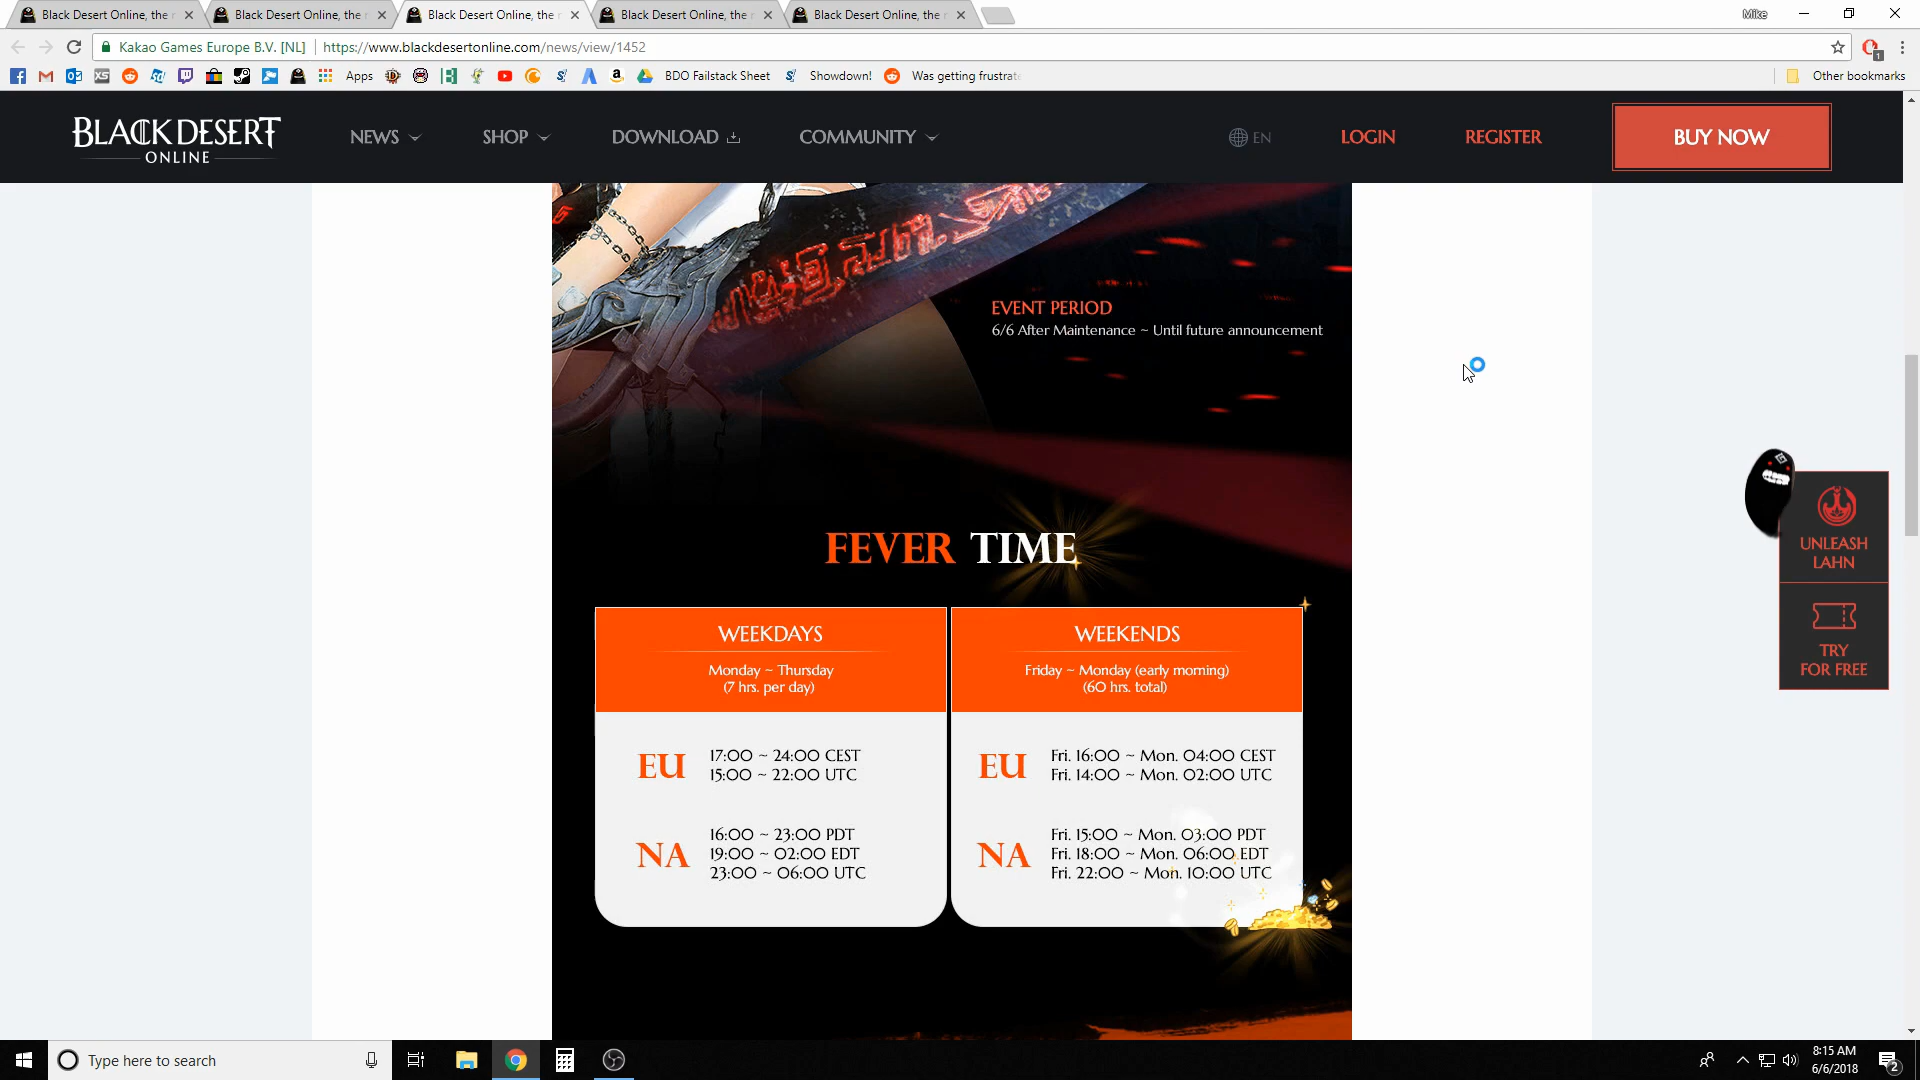 Black Desert Online, the
Black Desert Online, the
Black Desert Online, the
Black Desert Online, the
Black Desert Online, the
Mike
Kakao Games Europe B.V. [NL]
https://www.blackdesertonline.com/news/view/1452
1
Apps
BDO Failstack Sheet
Showdown!
Was getting frustrat
Other bookmarks
BLACK DESERT
ONLINE
NEWS
SHOP
DOWNLOAD
COMMUNITY
EN
LOGIN
REGISTER
BUY NOW
EVENT PERIOD
6/6 After Maintenance ~ Until future announcement
UNLEASH
LAHN
TRY
FOR FREE
FEVER TIME
WEEKDAYS
Monday ~ Thursday
(7 hrs. per day)
EU
17:00 ~ 24:00 CEST
15:00 ~ 22:00 UTC
NA
16:00 ~ 23:00 PDT
19:00 ~ 02:00 EDT
23:00 ~ 06:00 UTC
WEEKENDS
Friday ~ Monday (early morning)
(60 hrs. total)
EU
Fri. 16:00 ~ Mon. 04:00 CEST
Fri. 14:00 ~ Mon. 02:00 UTC
NA
Fri. 15:00 ~ Mon. 03:00 PDT
Fri. 18:00 ~ Mon. 06:00 EDT
Fri. 22:00 ~ Mon. 10:00 UTC
Type here to search
8:15 AM
6/6/2018
2